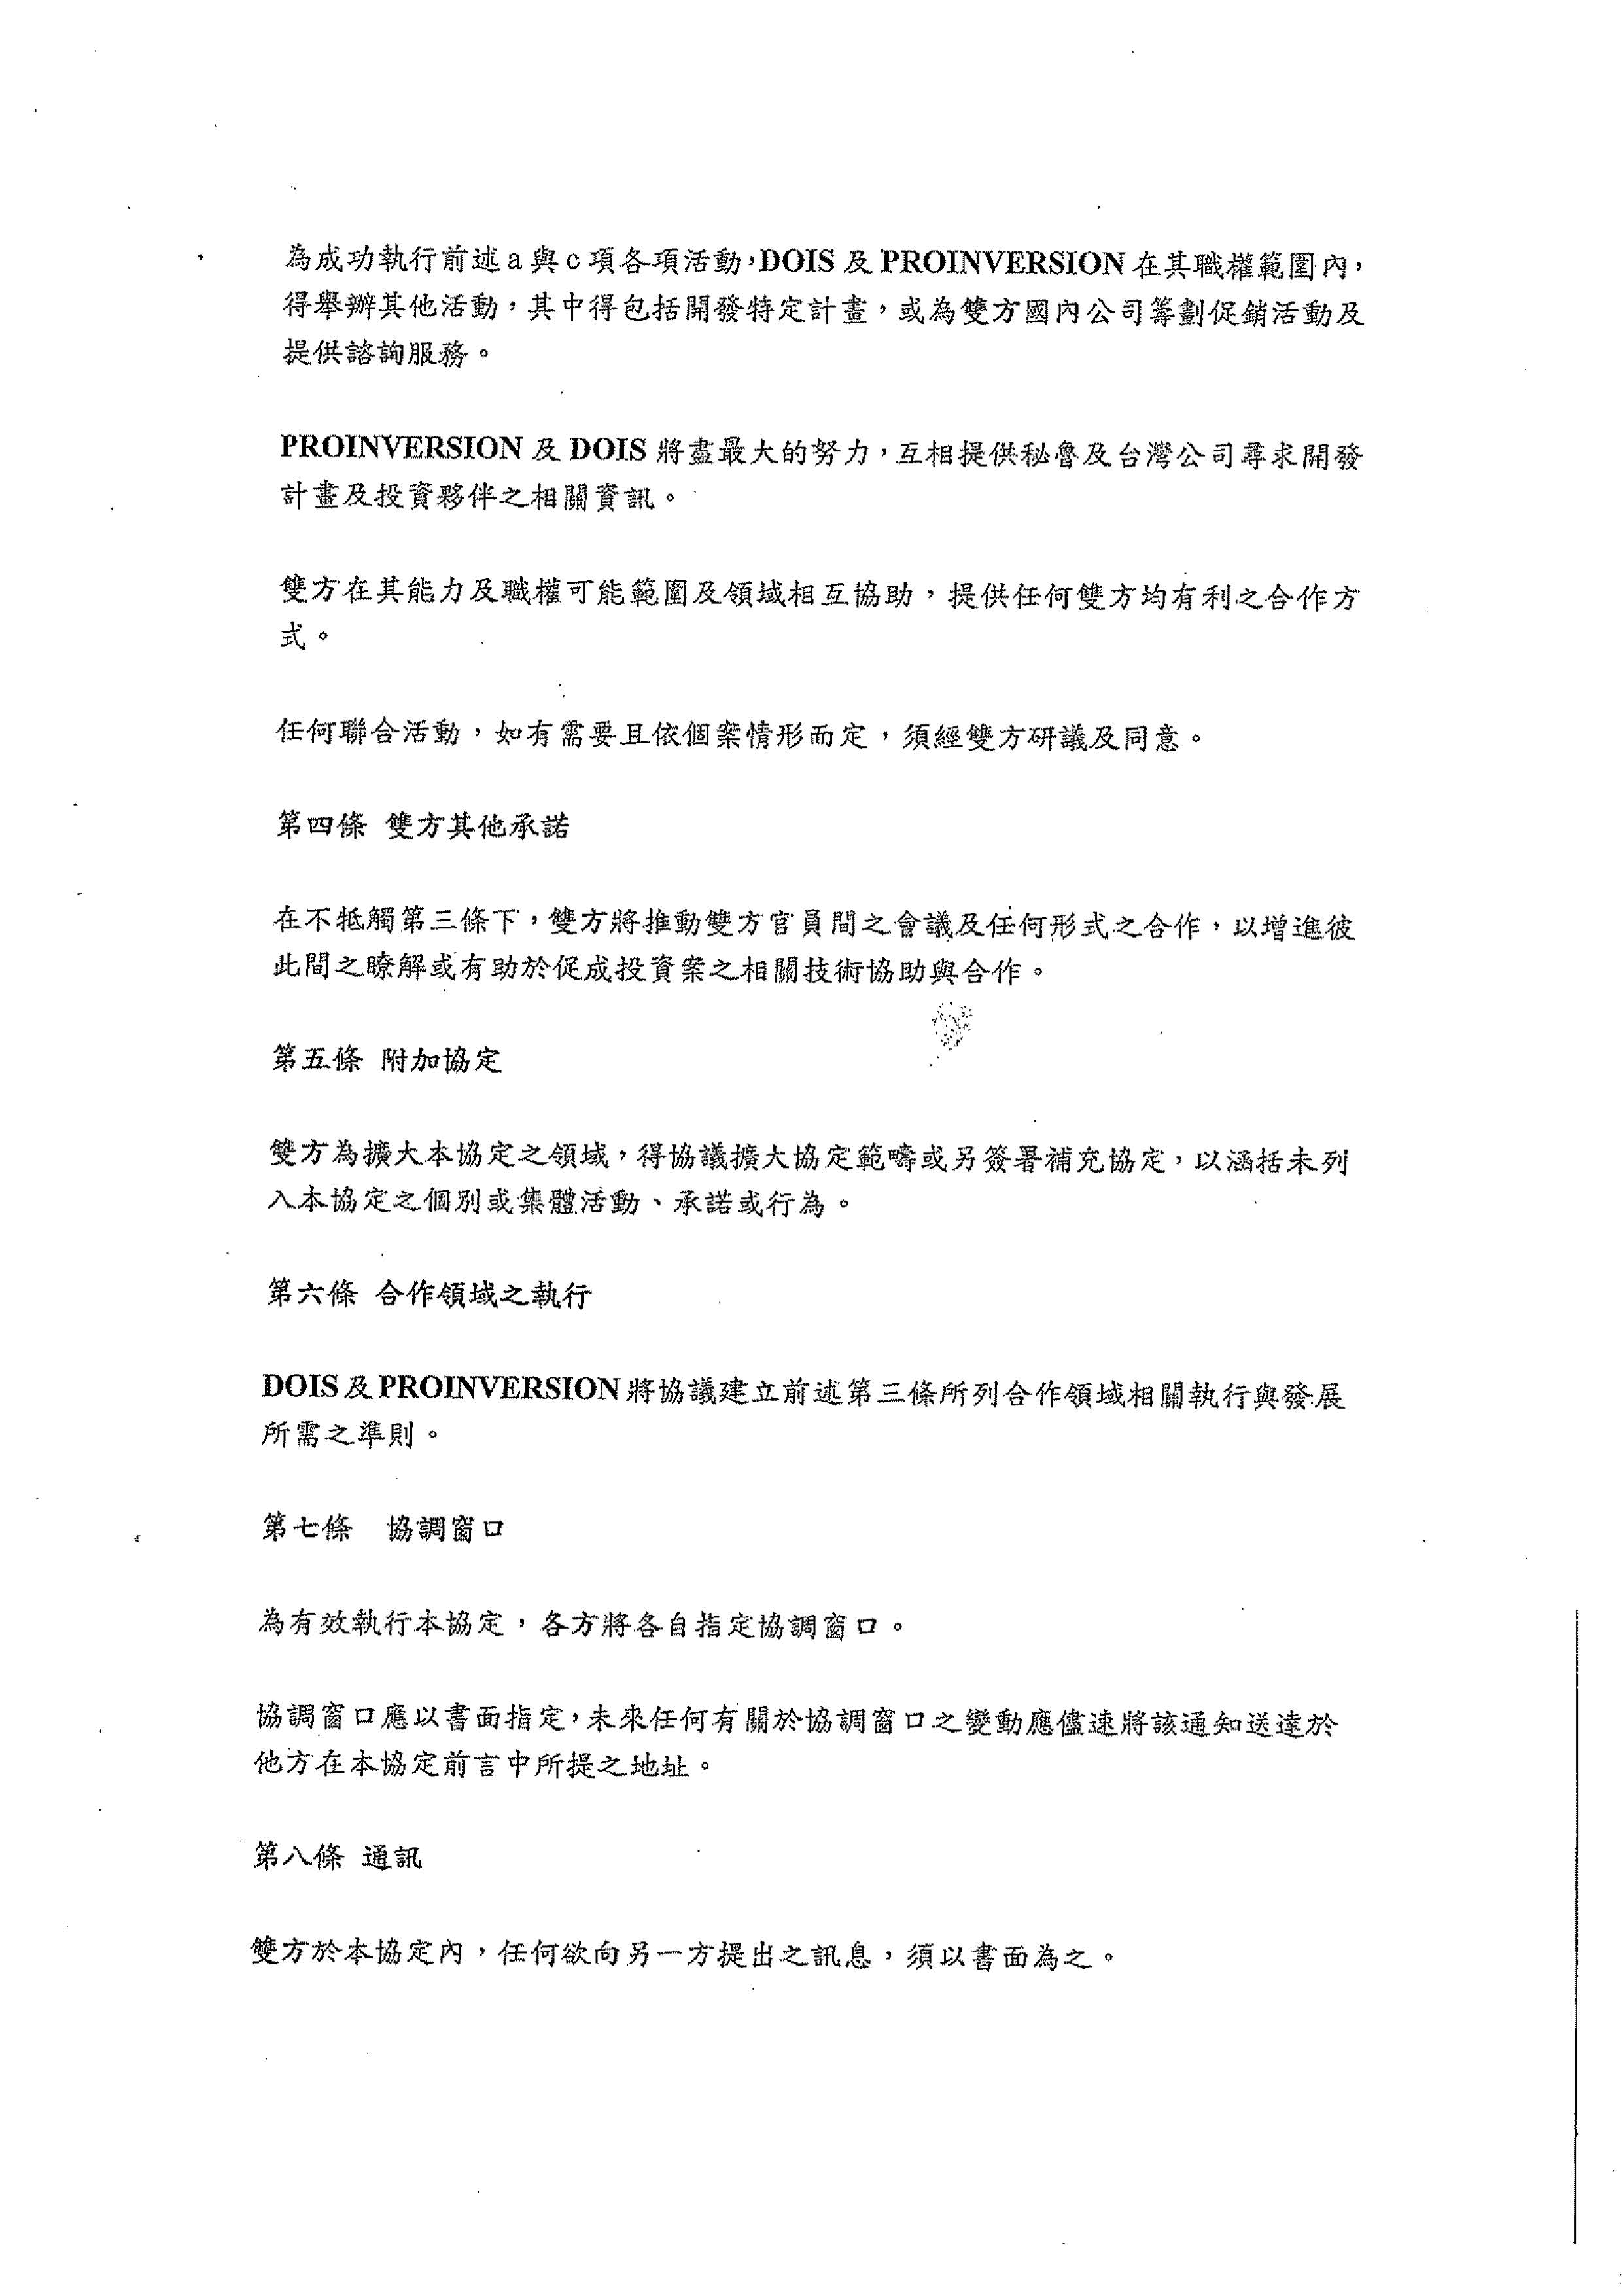 為成功執行前述a與c項各項活動，DOIS及PROINVERSION在其職權範圍內，
得舉辦其他活動，其中得包括開發特定計畫，或為雙方國內公司籌劃促銷活動及
提供諮詢服務。
PROINVERSION及DOIS將盡最大的努力，互相提供秘魯及台灣公司尋求開發
計畫及投資夥伴之相關資訊。
雙方在其能力及職權可能範圍及領域相互協助，提供任何雙方均有利之合作方
式。
任何聯合活動，如有需要且依個案情形而定，須經雙方研議及同意。
第四條 雙方其他承諾
在不牴觸第三條下，雙方將推動雙方官員間之會議及任何形式之合作，以增進彼
此間之瞭解或有助於促成投資案之相關技術協助與合作。
第五條 附加協定
雙方為擴大本協定之領域，得協議擴大協定範疇或另簽署補充協定，以涵括未列
入本協定之個別或集體活動、承諾或行為。
第六條 合作領域之執行
DOIS及PROINVERSION將協議建立前述第三條所列合作領域相關執行與發展
所需之準則。
第七條 協調窗口
為有效執行本協定，各方將各自指定協調窗口。
協調窗口應以書面指定，未來任何有關於協調窗口之變動應儘速將該通知送達於
他方在本協定前言中所提之地址。
第八條 通訊
雙方於本協定內，任何欲向另一方提出之訊息，須以書面為之。